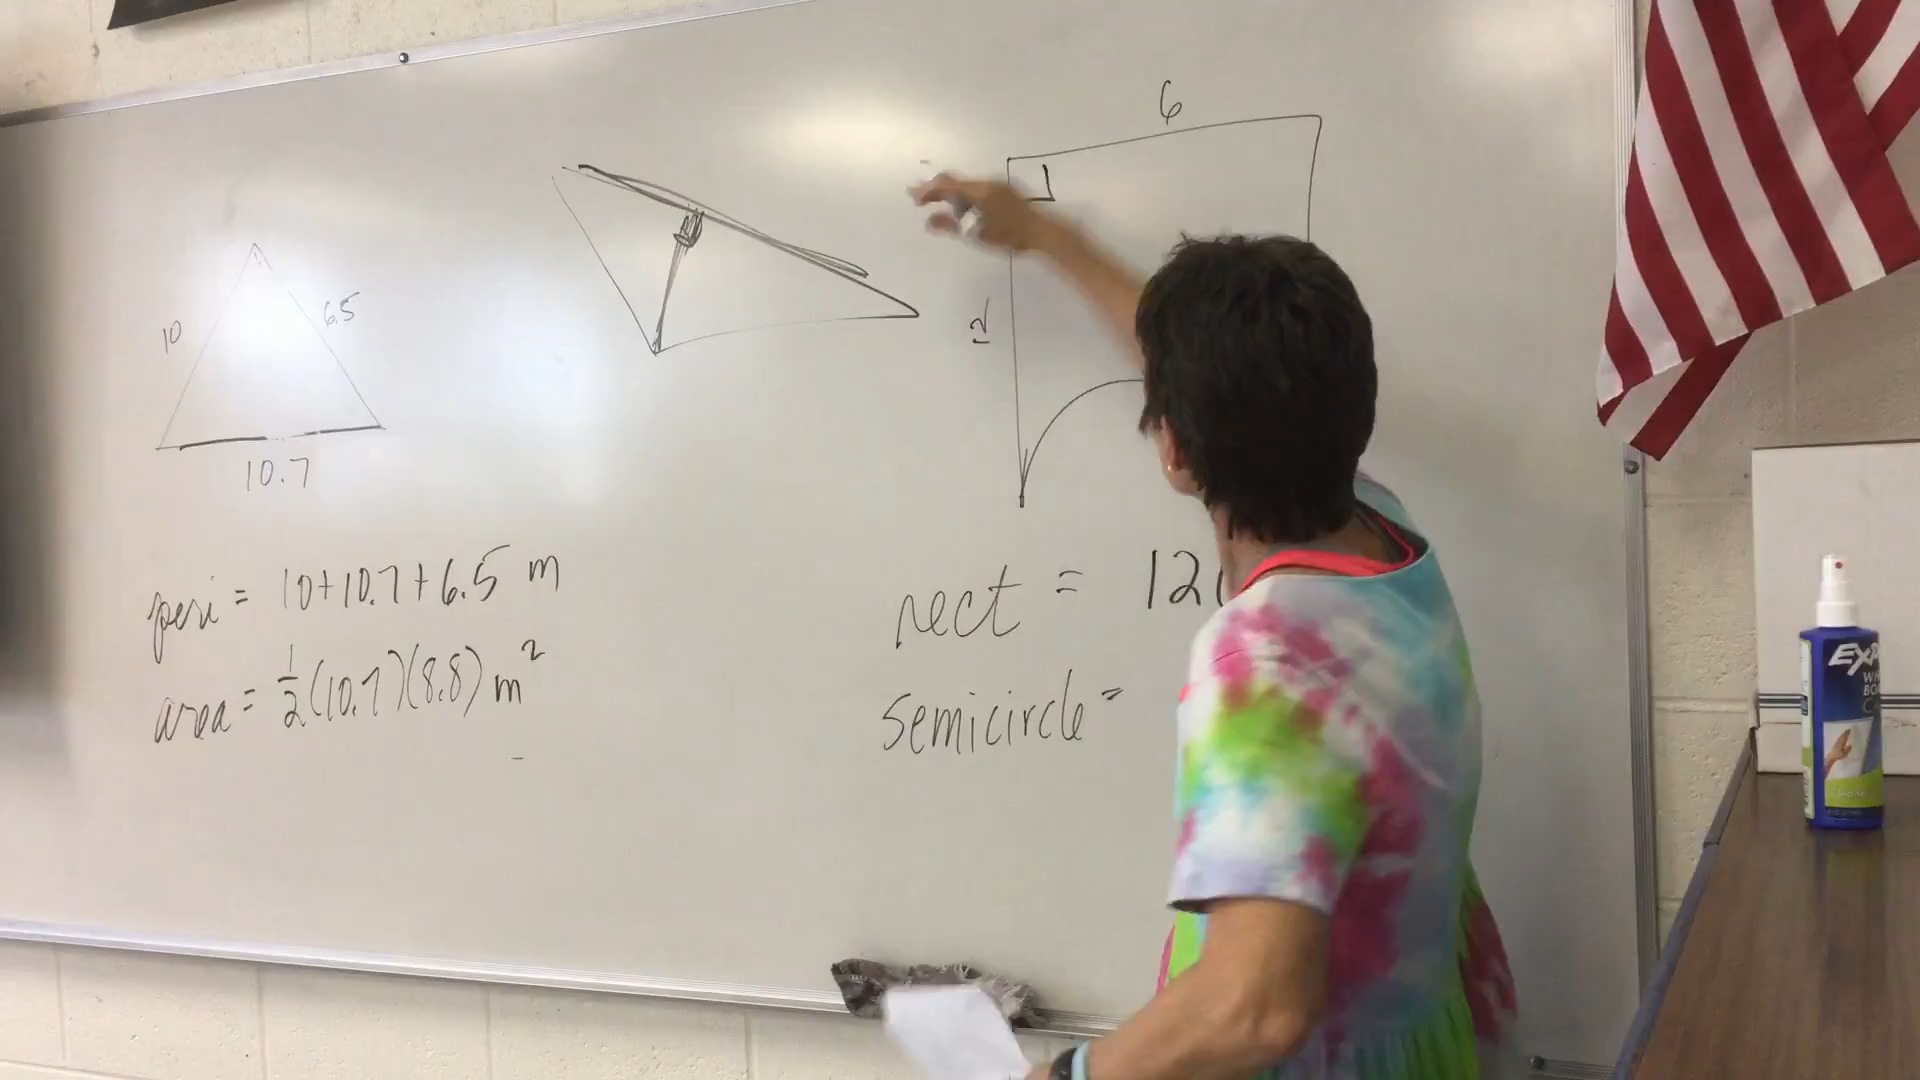 6
10
6.5
10.7
peri = 10+10.7+6.5 m
area = 1/2(10.7)(8.8) m²
rect = 12(
semicircle =
EXP